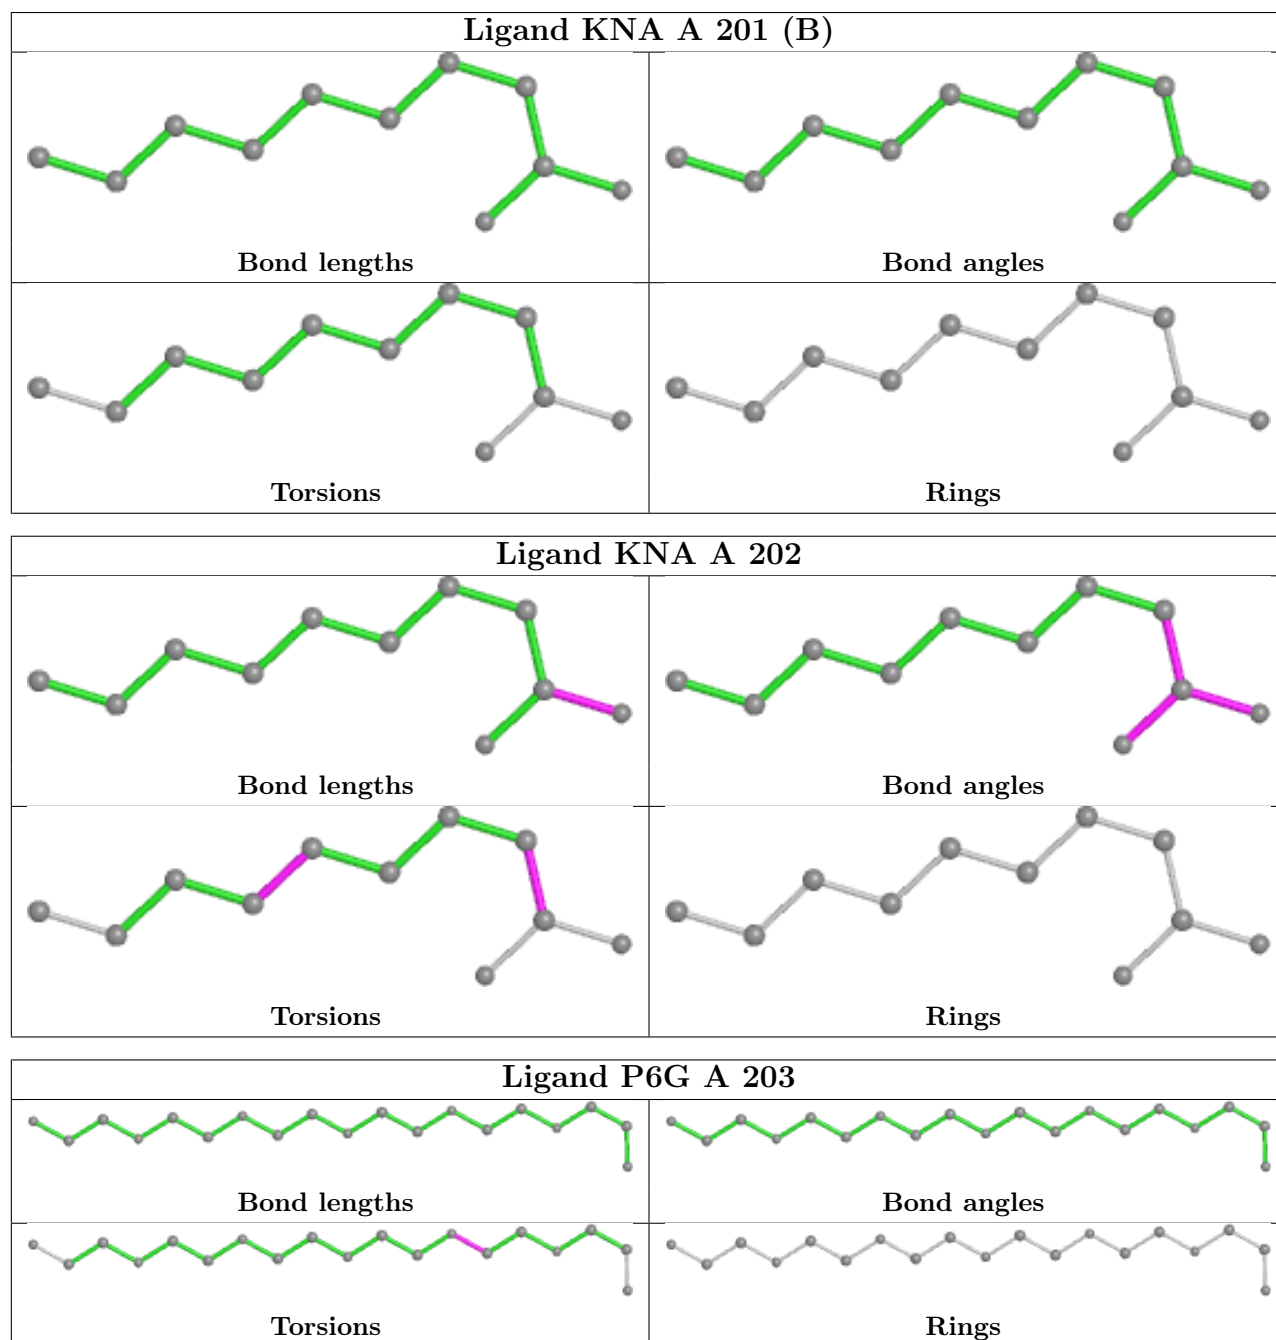 Ligand KNA A 201 (B)
Bond lengths
Bond angles
Torsions
Rings
Ligand KNA A 202
Bond lengths
Bond angles
Torsions
Rings
Ligand P6G A 203
Bond lengths
Bond angles
Torsions
Rings